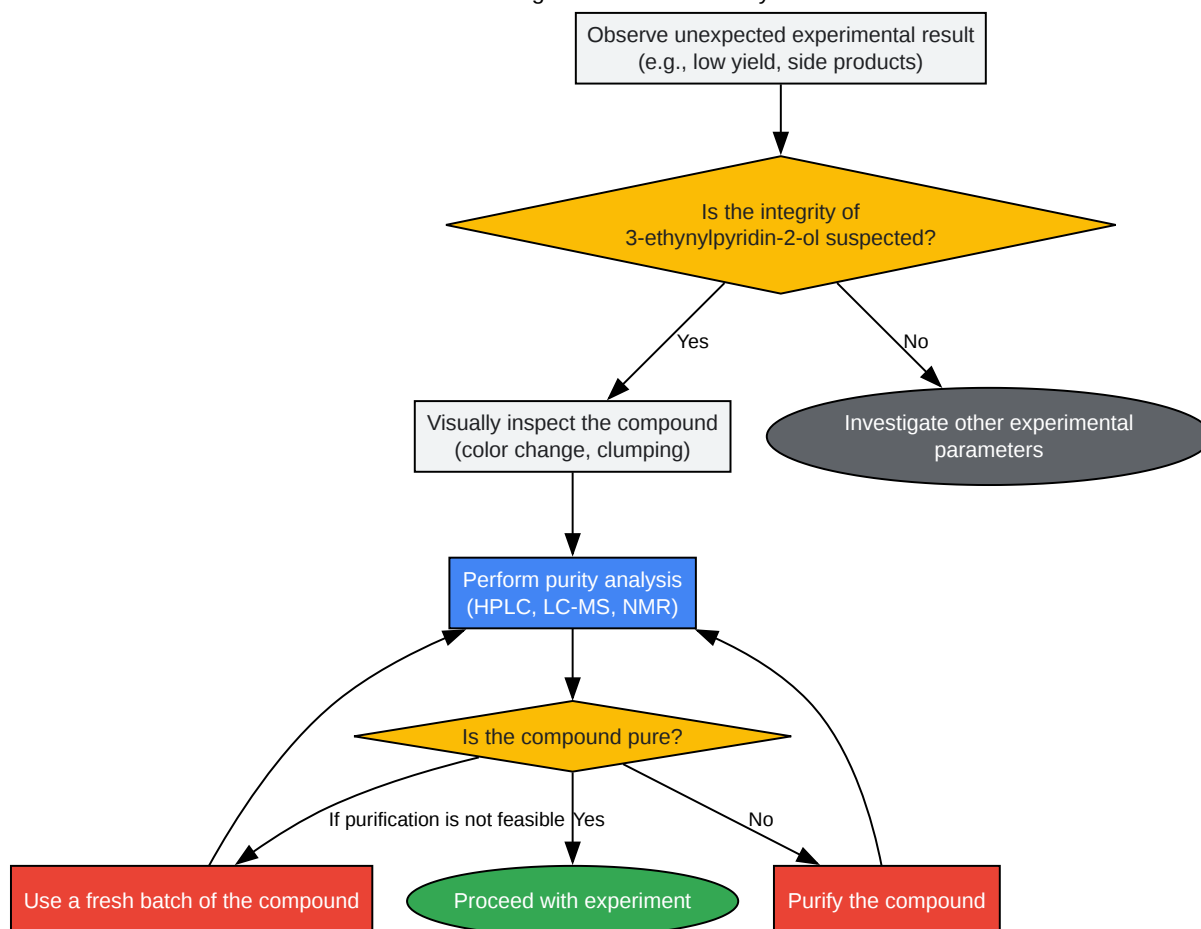 Observe unexpected experimental result
(e.g., low yield, side products)
Is the integrity of
3-ethynylpyridin-2-ol suspected?
Yes
No
Visually inspect the compound
(color change, clumping)
Investigate other experimental
parameters
Perform purity analysis
(HPLC, LC-MS, NMR)
Is the compound pure?
If purification is not feasible
Yes
No
Use a fresh batch of the compound
Proceed with experiment
Purify the compound